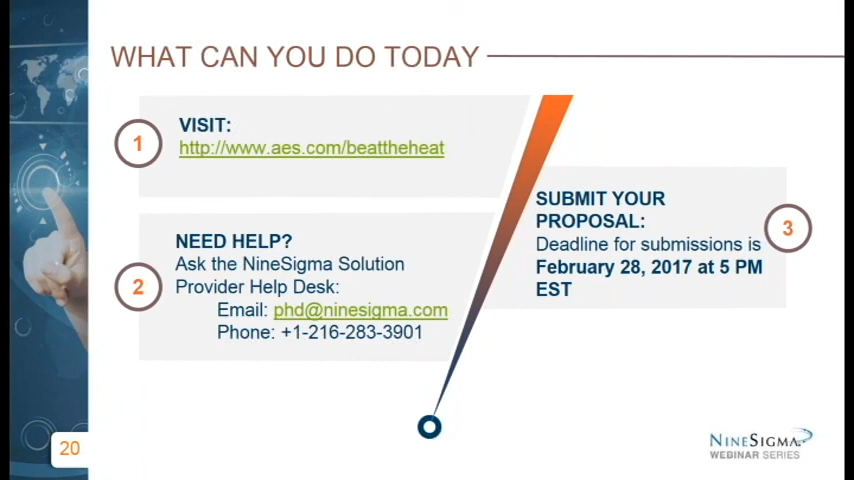 WHAT CAN YOU DO TODAY
1
VISIT:
http://www.aes.com/beattheheat
2
NEED HELP?
Ask the NineSigma Solution
Provider Help Desk:
Email: phd@ninesigma.com
Phone: +1-216-283-3901
SUBMIT YOUR
PROPOSAL:
Deadline for submissions is
February 28, 2017 at 5 PM
EST
3
20
NINESIGMA
WEBINAR SERIES